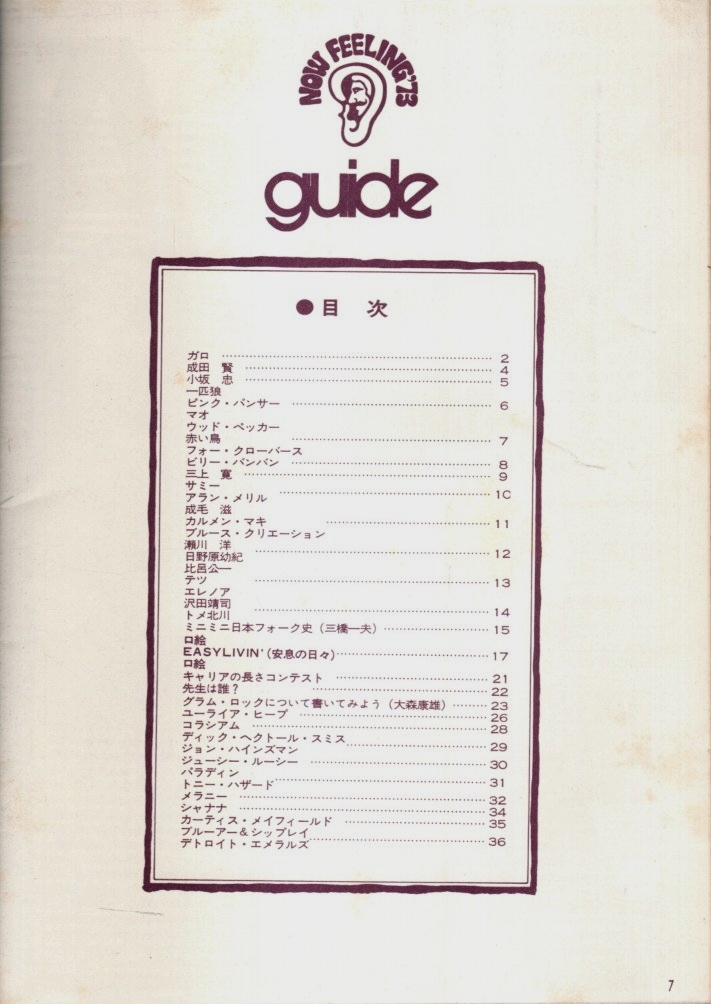 NOW FEELING'73
guide
●目 次
ガロ 2
成田 賢 4
小坂 忠 5
一匹狼
ピンク・パンサー 6
マオ
ウッド・ペッカー
赤い鳥 7
フォー・クローバース
ビリー・バンバン 8
三上 寛 9
サミー
アラン・メリル 10
成毛 滋
カルメン・マキ 11
ブルース・クリエーション
瀬川 洋
日野原幼紀 12
比呂公一
テツ 13
エレノア
沢田靖司
トメ北川 14
ミニミニ日本フォーク史(三橋一夫) 15
口絵
EASYLIVIN'(安息の日々) 17
口絵
キャリアの長さコンテスト 21
先生は誰? 22
グラム・ロックについて書いてみよう(大森康雄) 23
ユーライア・ヒープ 26
コラシアム 28
ディック・ヘクトール・スミス
ジョン・ハインズマン 29
ジューシー・ルーシー 30
パラディン
トニー・ハザード 31
メラニー 32
シャナナ 34
カーティス・メイフィールド 35
ブルーアー&シップレイ
デトロイト・エメラルズ 36
7